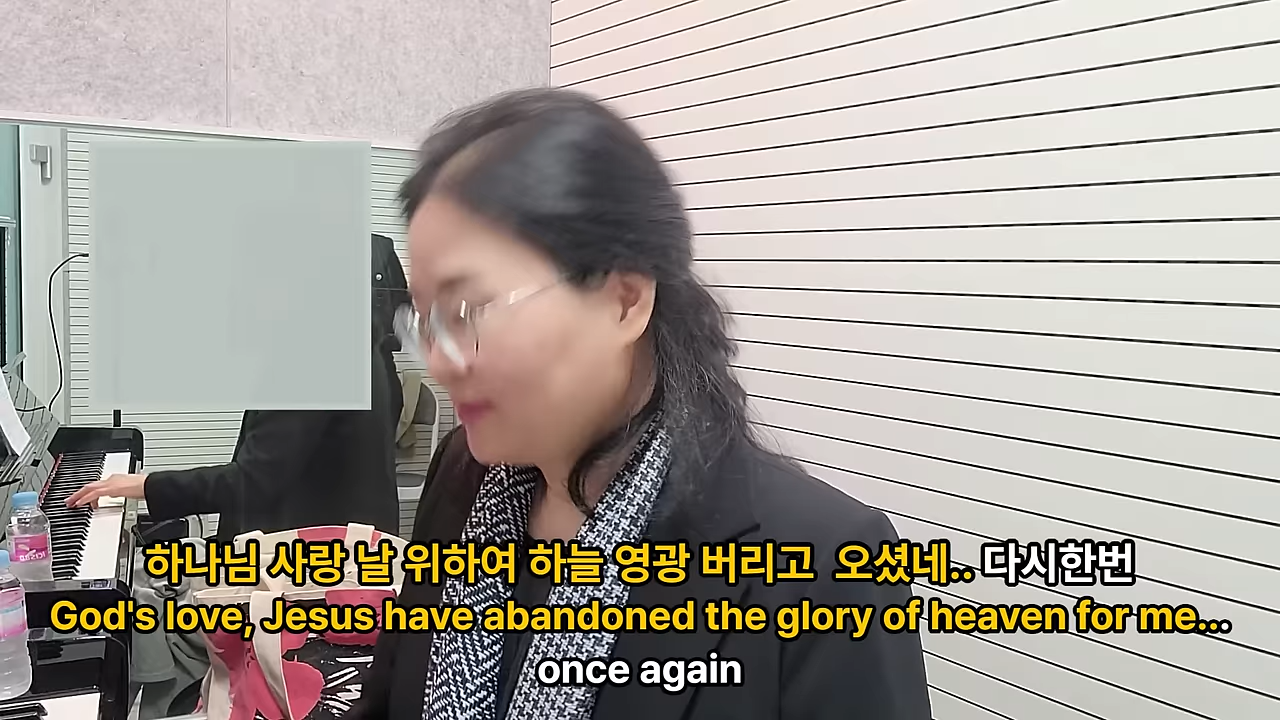 하나님 사랑 날 위하여 하늘 영광 버리고 오셨네.. 다시한번
God's love, Jesus have abandoned the glory of heaven for me...
once again